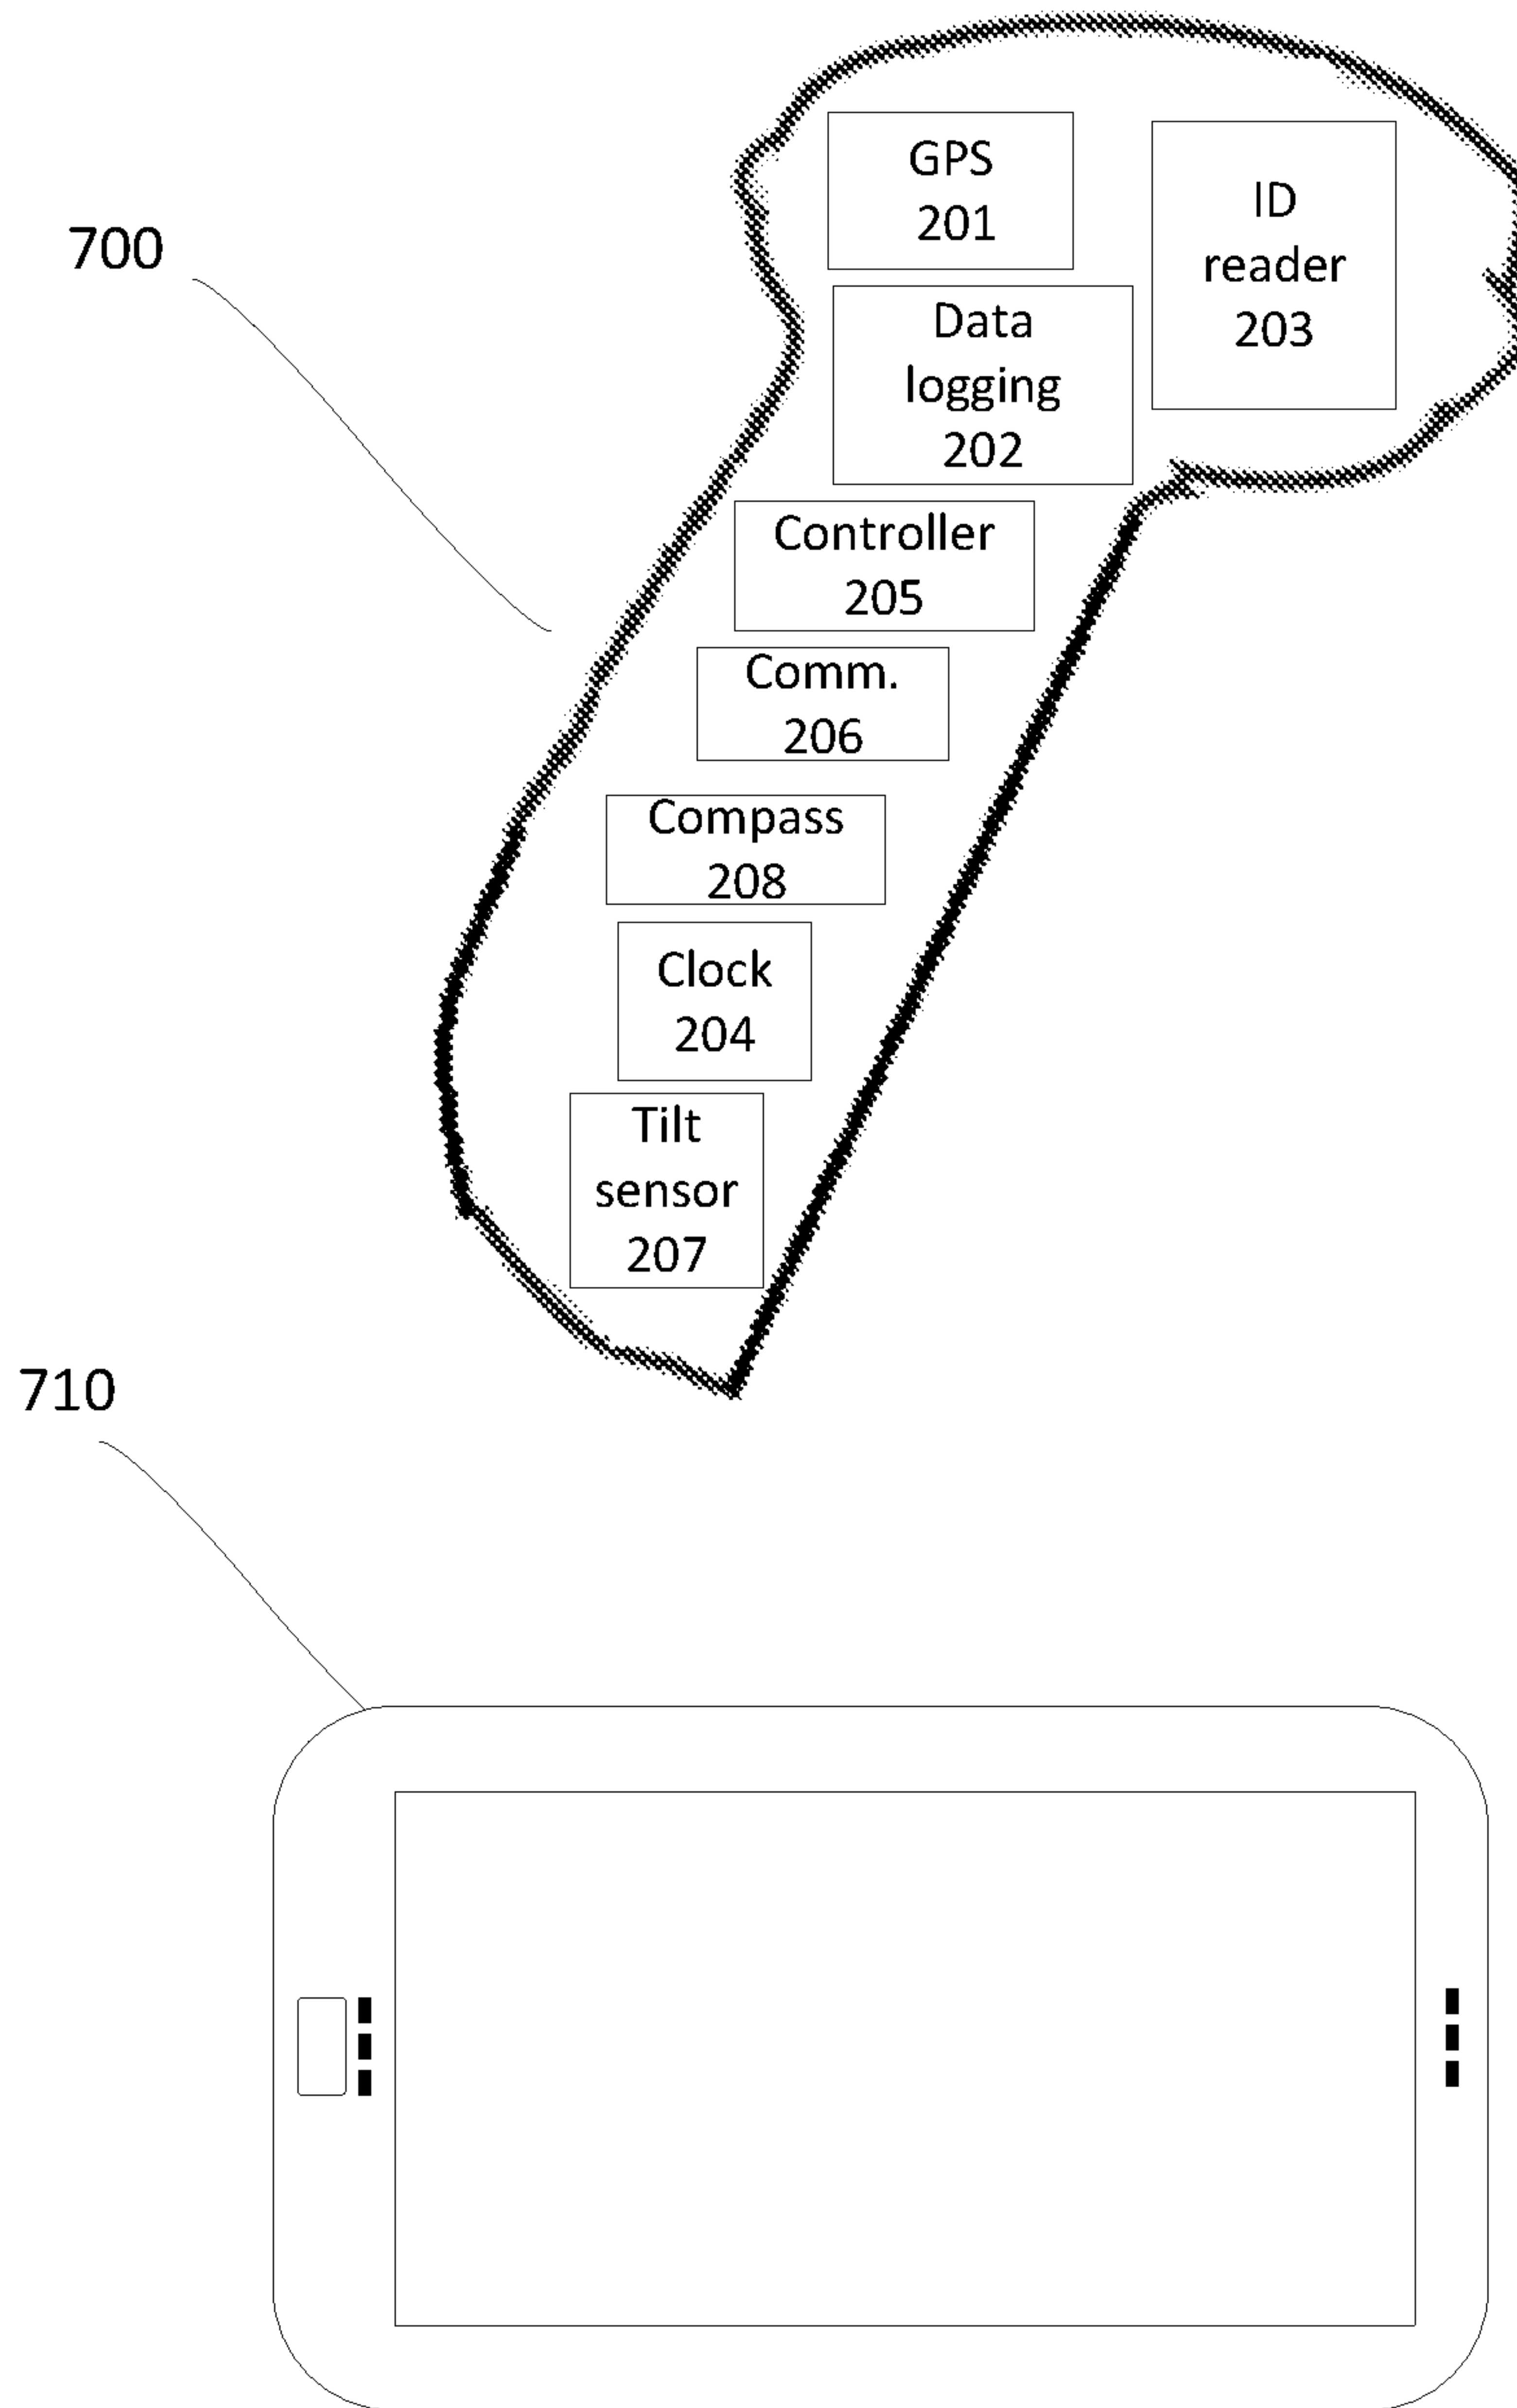 700
GPS
201
ID
reader
203
Data
logging
202
Controller
205
Comm.
206
Compass
208
Clock
204
Tilt
sensor
207
710